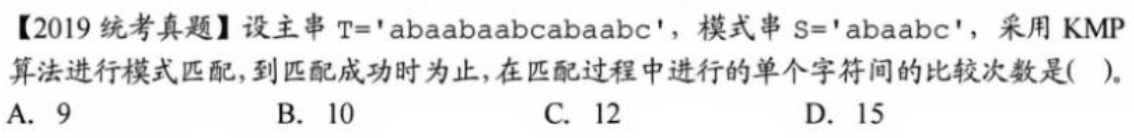 【2019 统考真题】设主串 T='abaabaabcabaabc'，模式串 S='abaabc'，采用 KMP
算法进行模式匹配，到匹配成功时为止，在匹配过程中进行的单个字符间的比较次数是(　)。
A. 9　B. 10　C. 12　D. 15